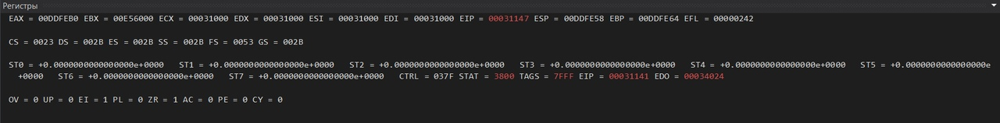 Регистры
EAX = 00DDFEB0 EBX = 00E56000 ECX = 00031000 EDX = 00031000 ESI = 00031000 EDI = 00031000 EIP = 00031147 ESP = 00DDFE58 EBP = 00DDFE64 EFL = 00000242
CS = 0023 DS = 002B ES = 002B SS = 002B FS = 0053 GS = 002B
ST0 = +0.0000000000000000e+0000 ST1 = +0.0000000000000000e+0000 ST2 = +0.0000000000000000e+0000 ST3 = +0.0000000000000000e+0000 ST4 = +0.0000000000000000e+0000 ST5 = +0.0000000000000000e
+0000 ST6 = +0.0000000000000000e+0000 ST7 = +0.0000000000000000e+0000 CTRL = 037F STAT = 3800 TAGS = 7FFF EIP = 00031141 EDO = 00034024
OV = 0 UP = 0 EI = 1 PL = 0 ZR = 1 AC = 0 PE = 0 CY = 0